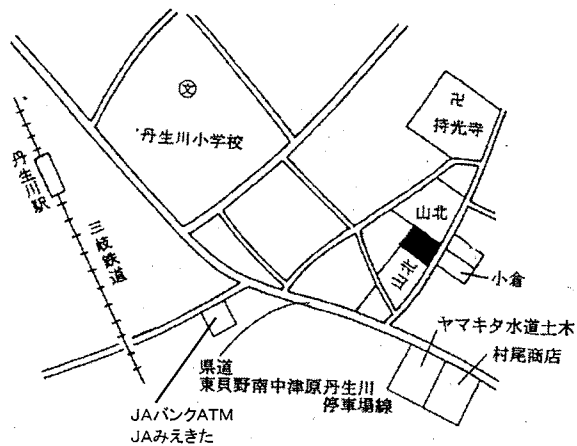 文
丹生川小学校
卍
持光寺
丹生川駅
三岐鉄道
山北
山北
小倉
ヤマキタ水道土木
村尾商店
県道
東貝野南中津原丹生川
停車場線
JAバンクATM
JAみえきた